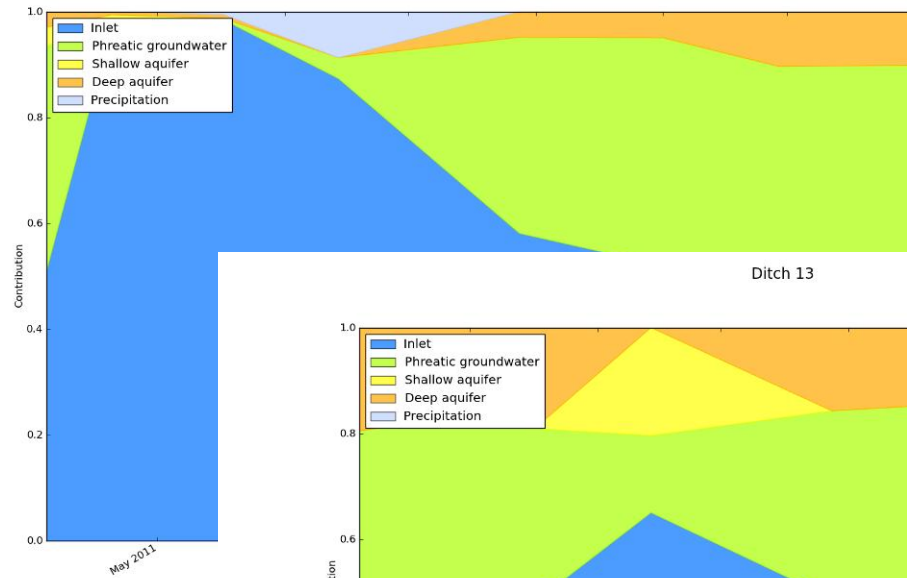 1.0
Inlet
Phreatic groundwater
Shallow aquifer
Deep aquifer
Precipitation
0.8
0.6
Contribution
0.4
0.2
0.0
May 2011
Ditch 13
1.0
Inlet
Phreatic groundwater
Shallow aquifer
Deep aquifer
Precipitation
0.8
0.6
tion